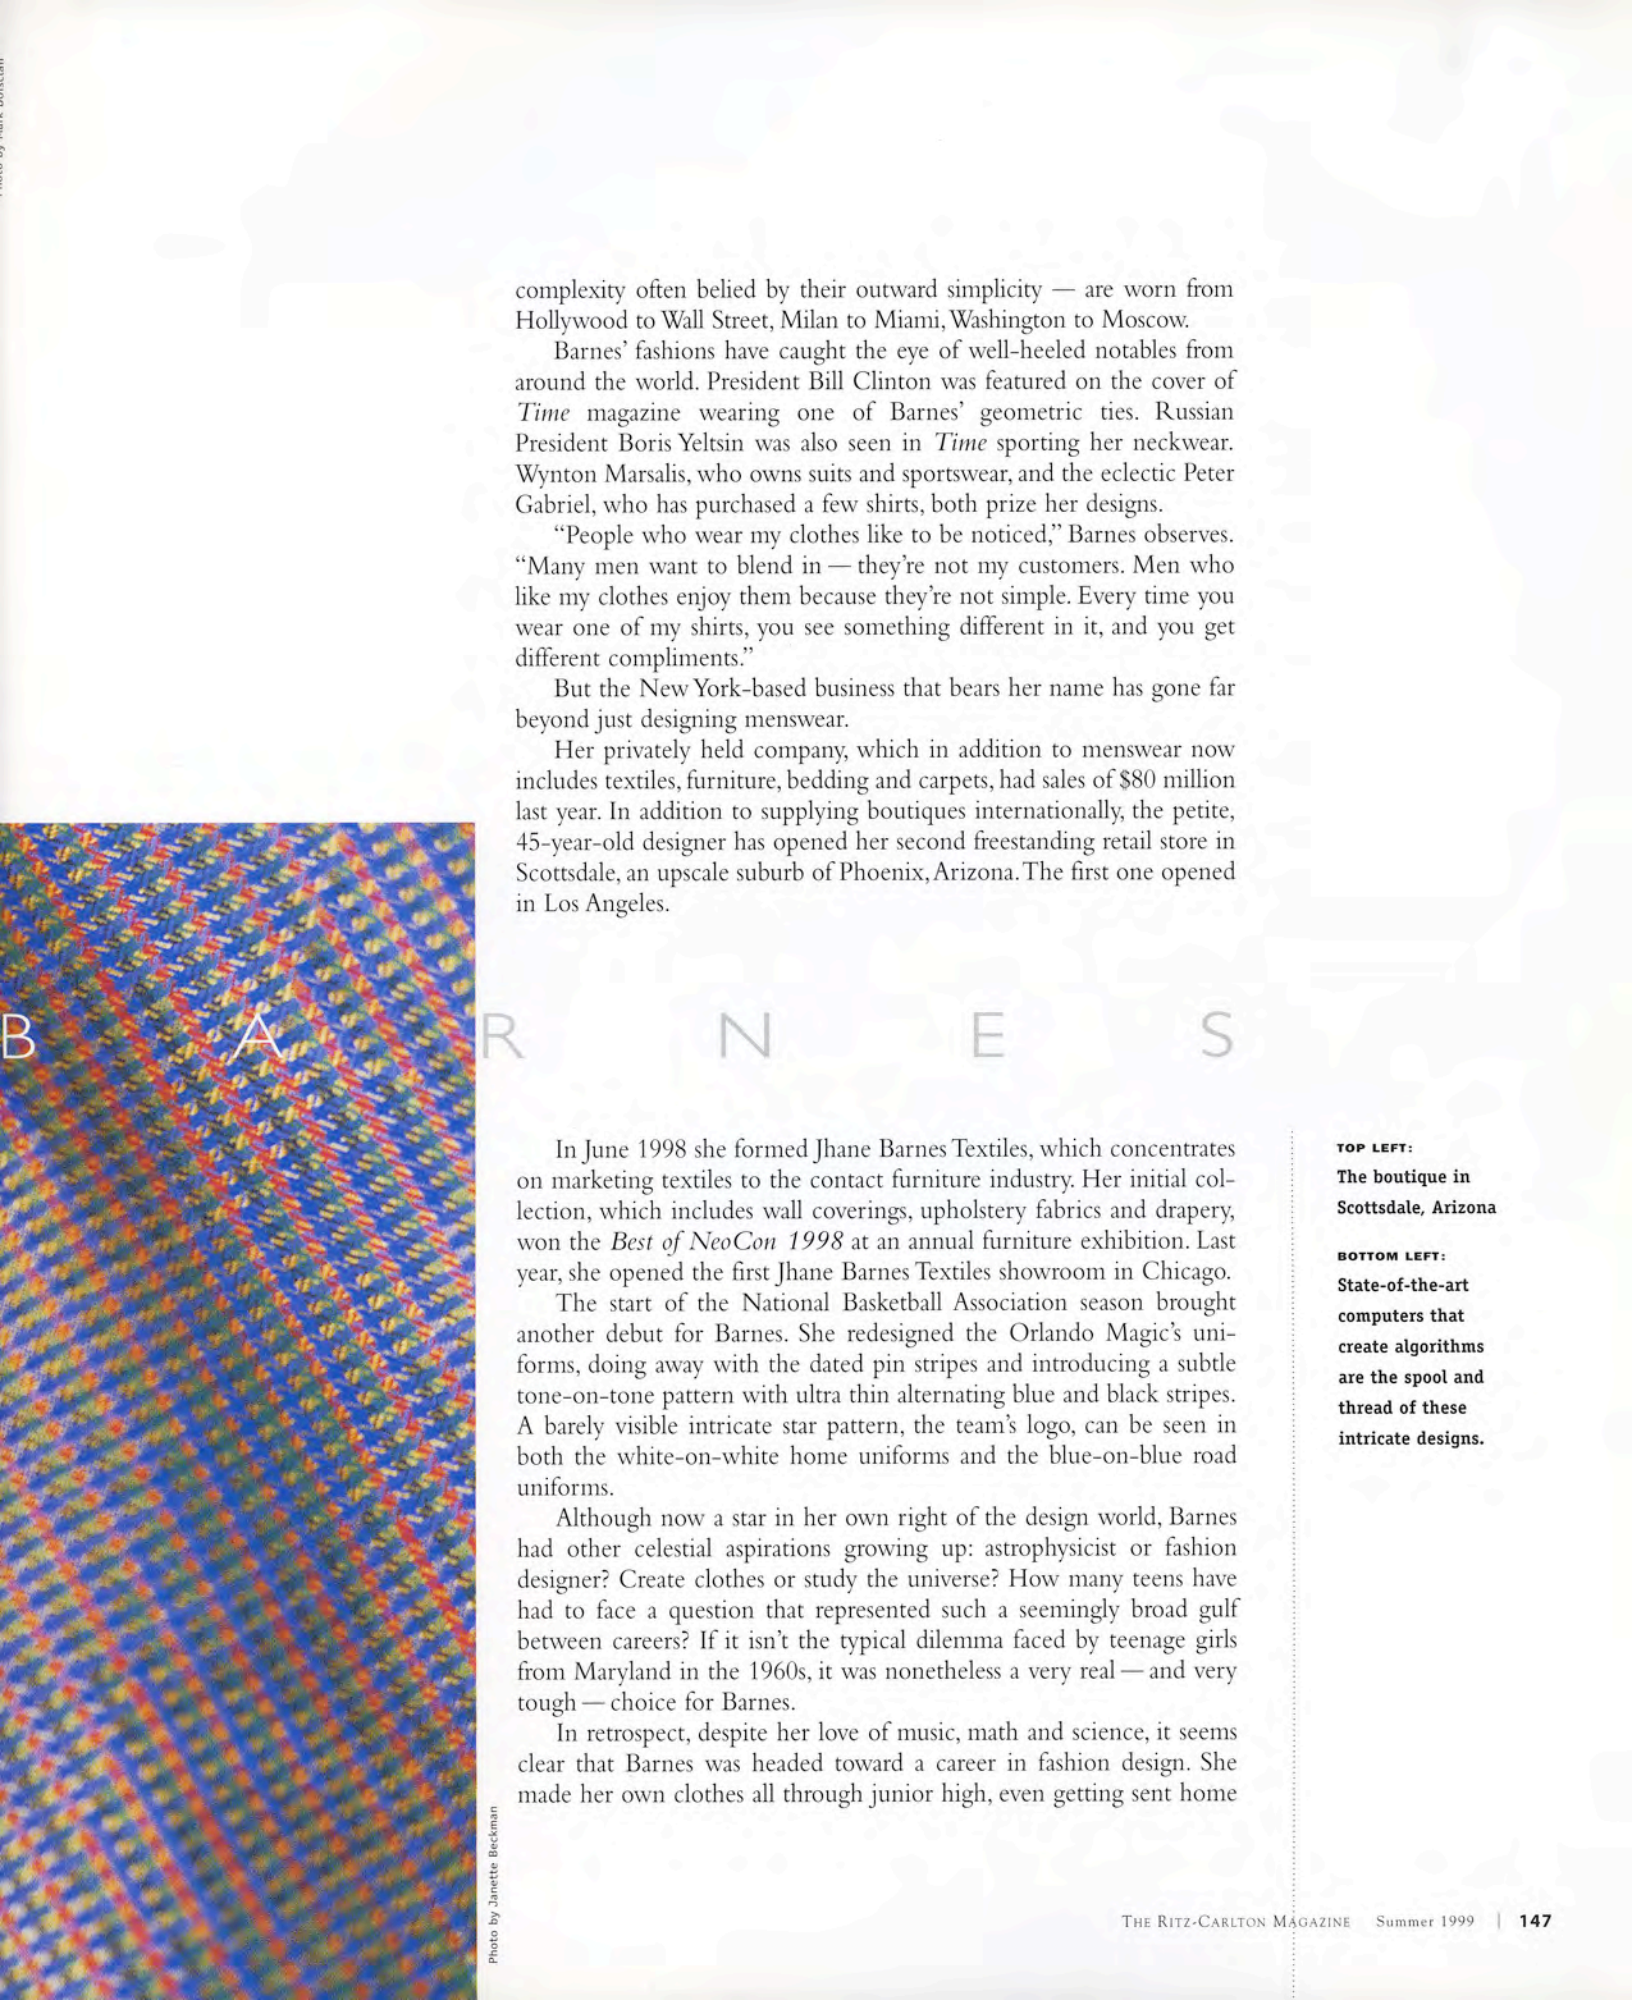 complexity often belied by their outward simplicity — are worn from
Hollywood to Wall Street, Milan to Miami, Washington to Moscow.
Barnes' fashions have caught the eye of well-heeled notables from
around the world. President Bill Clinton was featured on the cover of
Time magazine wearing one of Barnes' geometric ties. Russian
President Boris Yeltsin was also seen in Time sporting her neckwear.
Wynton Marsalis, who owns suits and sportswear, and the eclectic Peter
Gabriel, who has purchased a few shirts, both prize her designs.
“People who wear my clothes like to be noticed,” Barnes observes.
“Many men want to blend in — they're not my customers. Men who
like my clothes enjoy them because they're not simple. Every time you
wear one of my shirts, you see something different in it, and you get
different compliments.”
But the New York-based business that bears her name has gone far
beyond just designing menswear.
Her privately held company, which in addition to menswear now
includes textiles, furniture, bedding and carpets, had sales of $80 million
last year. In addition to supplying boutiques internationally, the petite,
45-year-old designer has opened her second freestanding retail store in
Scottsdale, an upscale suburb of Phoenix, Arizona. The first one opened
in Los Angeles.
B A R N E S
In June 1998 she formed Jhane Barnes Textiles, which concentrates
on marketing textiles to the contact furniture industry. Her initial col-
lection, which includes wall coverings, upholstery fabrics and drapery,
won the Best of NeoCon 1998 at an annual furniture exhibition. Last
year, she opened the first Jhane Barnes Textiles showroom in Chicago.
The start of the National Basketball Association season brought
another debut for Barnes. She redesigned the Orlando Magic's uni-
forms, doing away with the dated pin stripes and introducing a subtle
tone-on-tone pattern with ultra thin alternating blue and black stripes.
A barely visible intricate star pattern, the team's logo, can be seen in
both the white-on-white home uniforms and the blue-on-blue road
uniforms.
Although now a star in her own right of the design world, Barnes
had other celestial aspirations growing up: astrophysicist or fashion
designer? Create clothes or study the universe? How many teens have
had to face a question that represented such a seemingly broad gulf
between careers? If it isn't the typical dilemma faced by teenage girls
from Maryland in the 1960s, it was nonetheless a very real — and very
tough — choice for Barnes.
In retrospect, despite her love of music, math and science, it seems
clear that Barnes was headed toward a career in fashion design. She
made her own clothes all through junior high, even getting sent home
TOP LEFT:
The boutique in
Scottsdale, Arizona
BOTTOM LEFT:
State-of-the-art
computers that
create algorithms
are the spool and
thread of these
intricate designs.
Photo by Janette Beckman
THE RITZ-CARLTON MAGAZINE Summer 1999 | 147